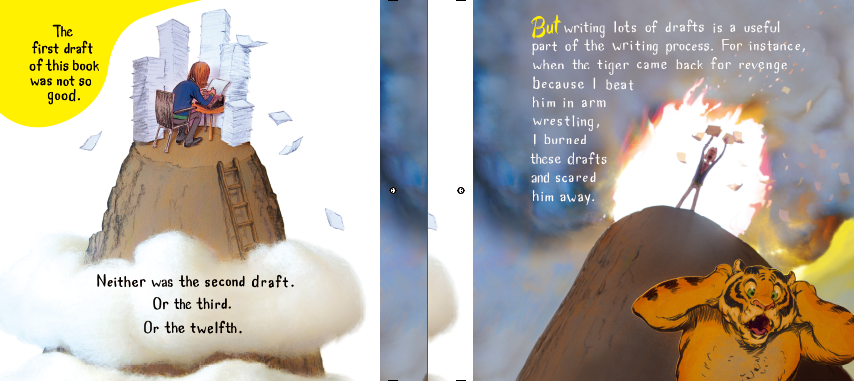 The
first draft
of this book
was not so
good.
Neither was the second draft.
Or the third.
Or the twelfth.
But writing lots of drafts is a useful
part of the writing process. For instance,
when the tiger came back for revenge
because I beat
him in arm
wrestling,
I burned
these drafts
and scared
him away.